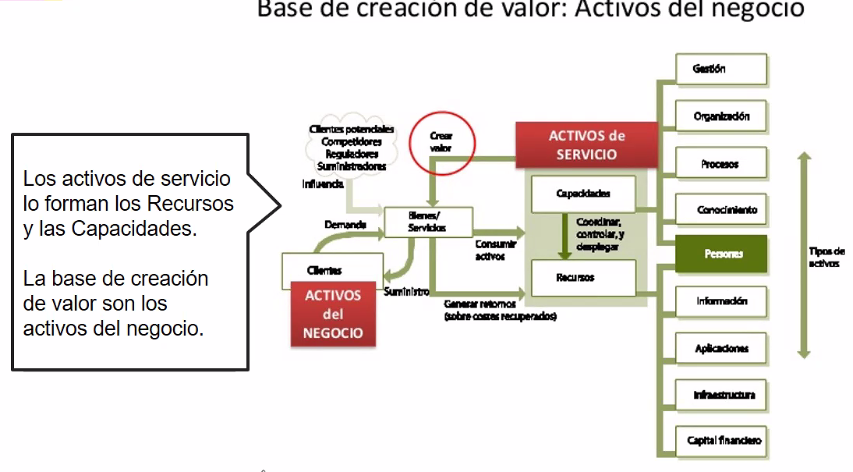 Base de creación de valor: Activos del negocio
Los activos de servicio
lo forman los Recursos
y las Capacidades.
La base de creación
de valor son los
activos del negocio.
Clientes potenciales
Competidores
Reguladores
Suministradores
Influencia
Crear
valor
ACTIVOS de
SERVICIO
Capacidades
Coordinar,
controlar, y
desplegar
Recursos
Bienes/
Servicios
Demanda
Consumir
activos
Clientes
Suministro
ACTIVOS
del
NEGOCIO
Generar retornos
(sobre costes recuperados)
Gestión
Organización
Procesos
Conocimiento
Personas
Información
Aplicaciones
Infraestructura
Capital financiero
Tipos de
activos